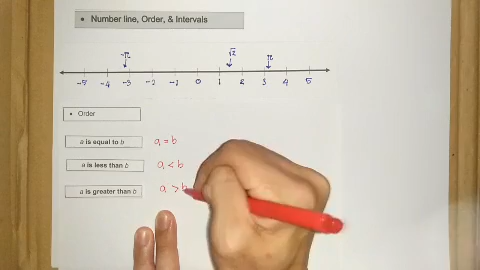 • Number line, Order, & Intervals
-π √2 π
-5 -4 -3 -2 -1 0 1 2 3 4 5
• Order
a is equal to b a = b
a is less than b a < b
a is greater than b a > b